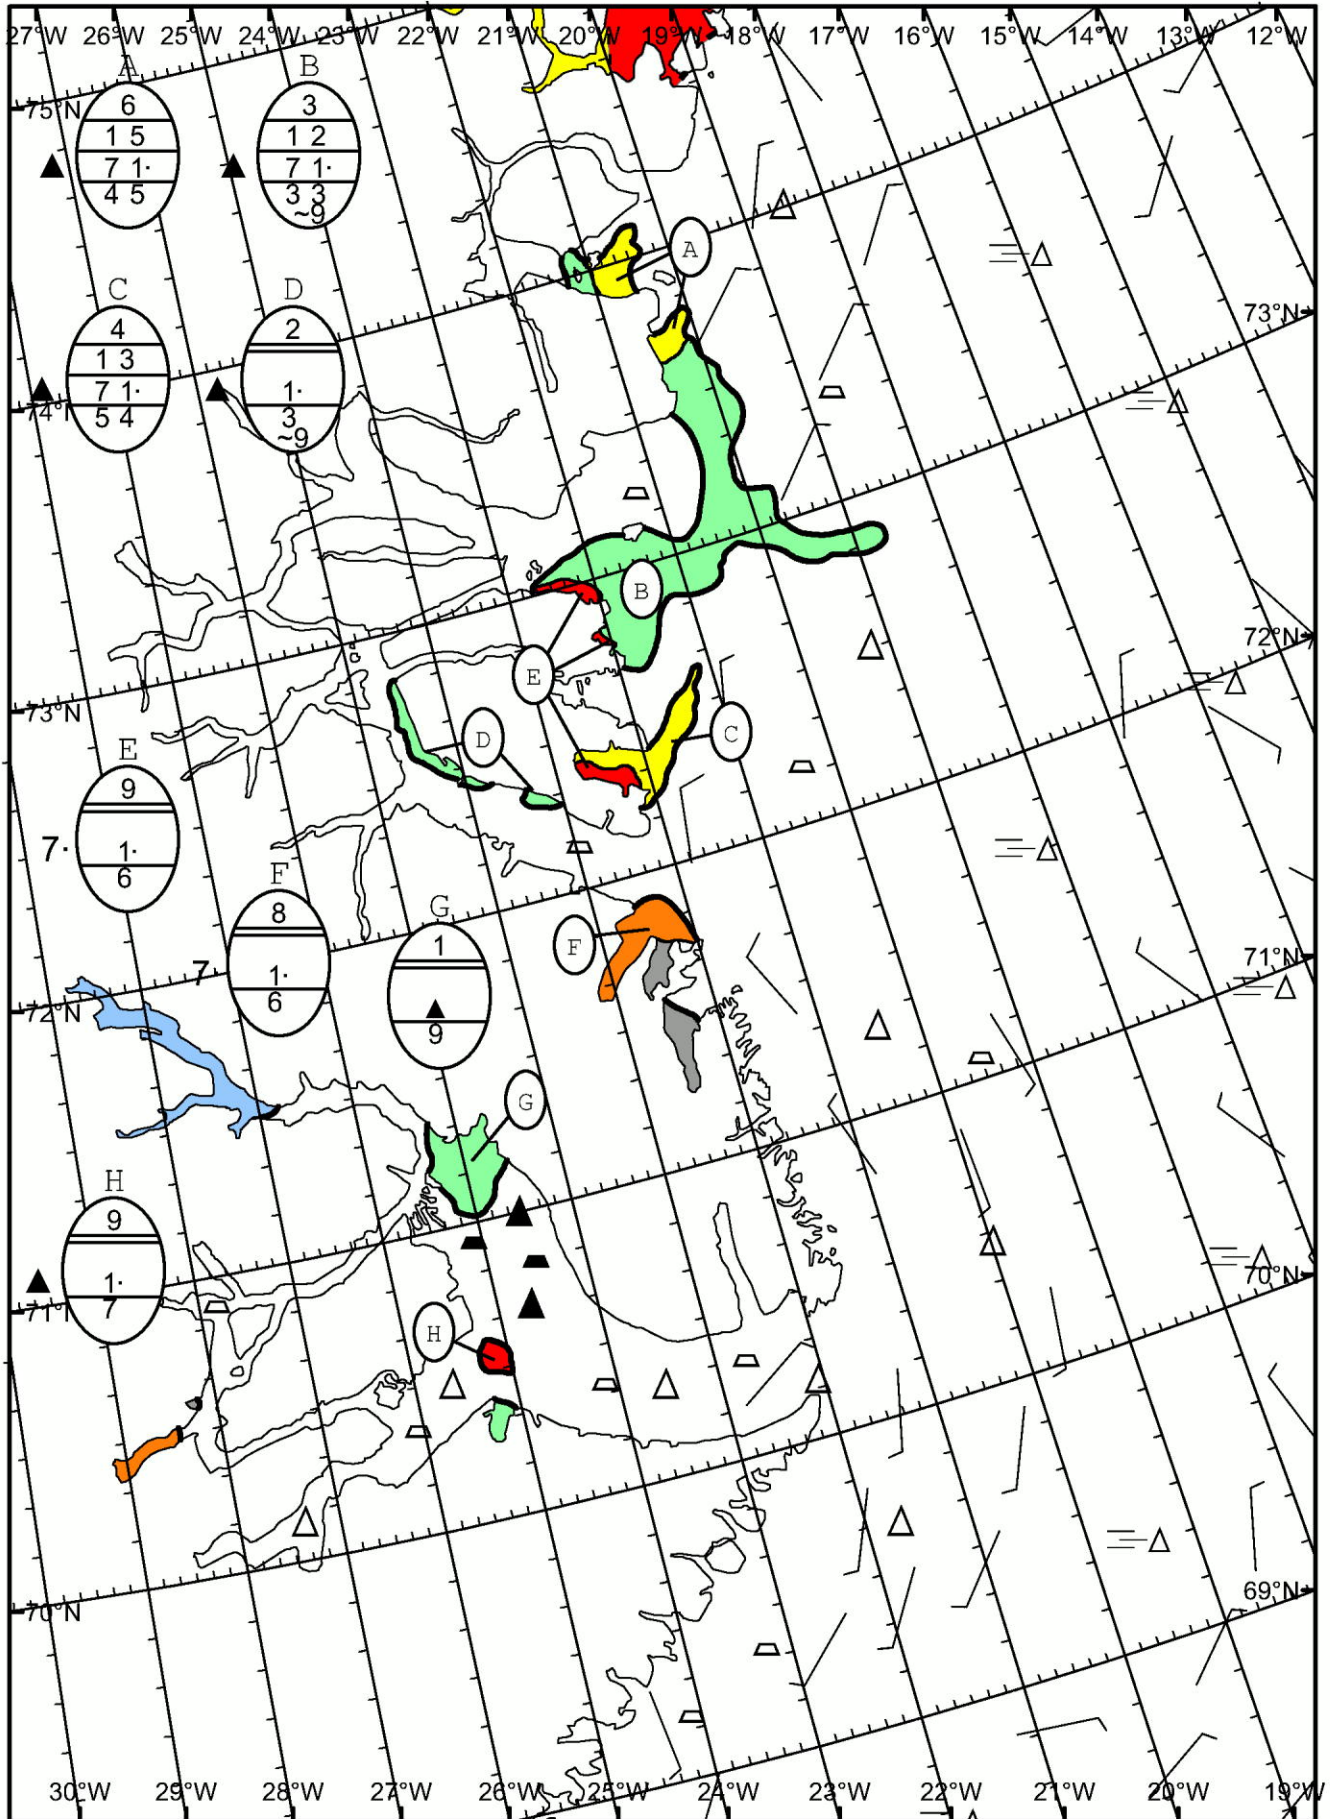 27°W 26°W 25°W 24°W 23°W 22°W 21°W 20°W 19°W 18°W 17°W 16°W 15°W 14°W 13°W 12°W
75°N
A
6
1 5
7 1·
4 5
B
3
1 2
7 1·
3 3
~9
A
C
4
1 3
7 1·
5 4
D
2
1·
3
~9
73°N
74°N
B
72°N
E
73°N
D
C
E
9
7·
1·
6
F
8
7·
1·
6
G
1
9
F
71°N
72°N
G
H
9
1·
7
70°N
71°N
H
69°N
70°N
30°W 29°W 28°W 27°W 26°W 25°W 24°W 23°W 22°W 21°W 20°W 19°W